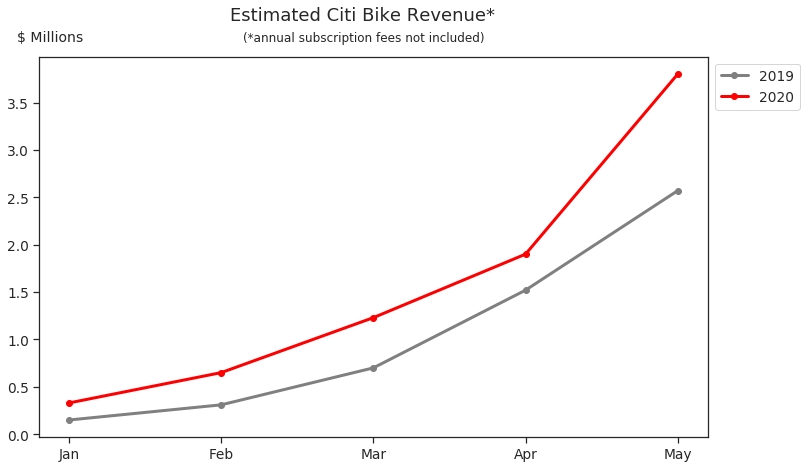 Estimated Citi Bike Revenue*
(*annual subscription fees not included)
$ Millions
2019
2020
3.5
3.0
2.5
2.0
1.5
1.0
0.5
0.0
Jan Feb Mar Apr May